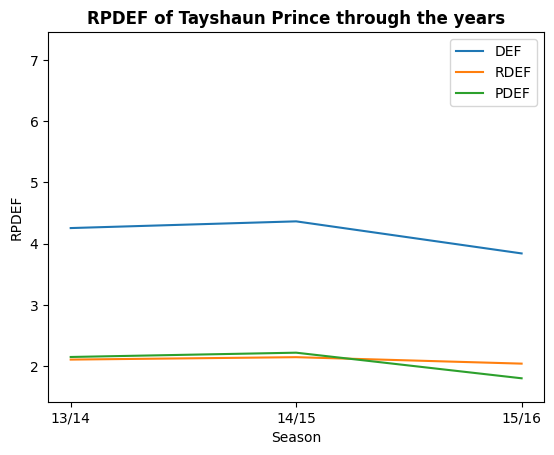 RPDEF of Tayshaun Prince through the years
DEF
RDEF
PDEF
7
6
5
4
3
2
RPDEF
13/14
14/15
15/16
Season